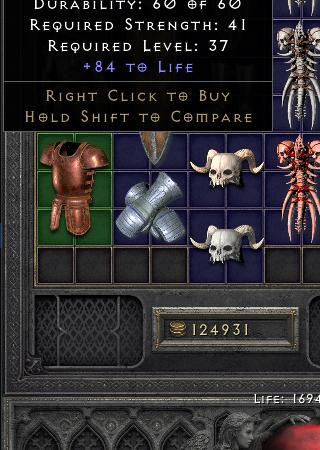 Durability: 60 of 60
Required Strength: 41
Required Level: 37
+84 to Life
Right Click to Buy
Hold Shift to Compare
124931
Life: 1694